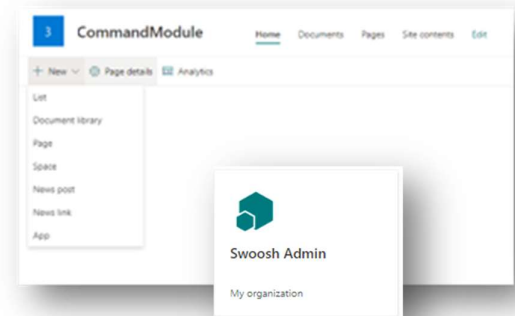 3 CommandModule Home Documents Pages Site contents Edit
+ New Page details Analytics
List
Document library
Page
Space
News post
News link
App
Swoosh Admin
My organization